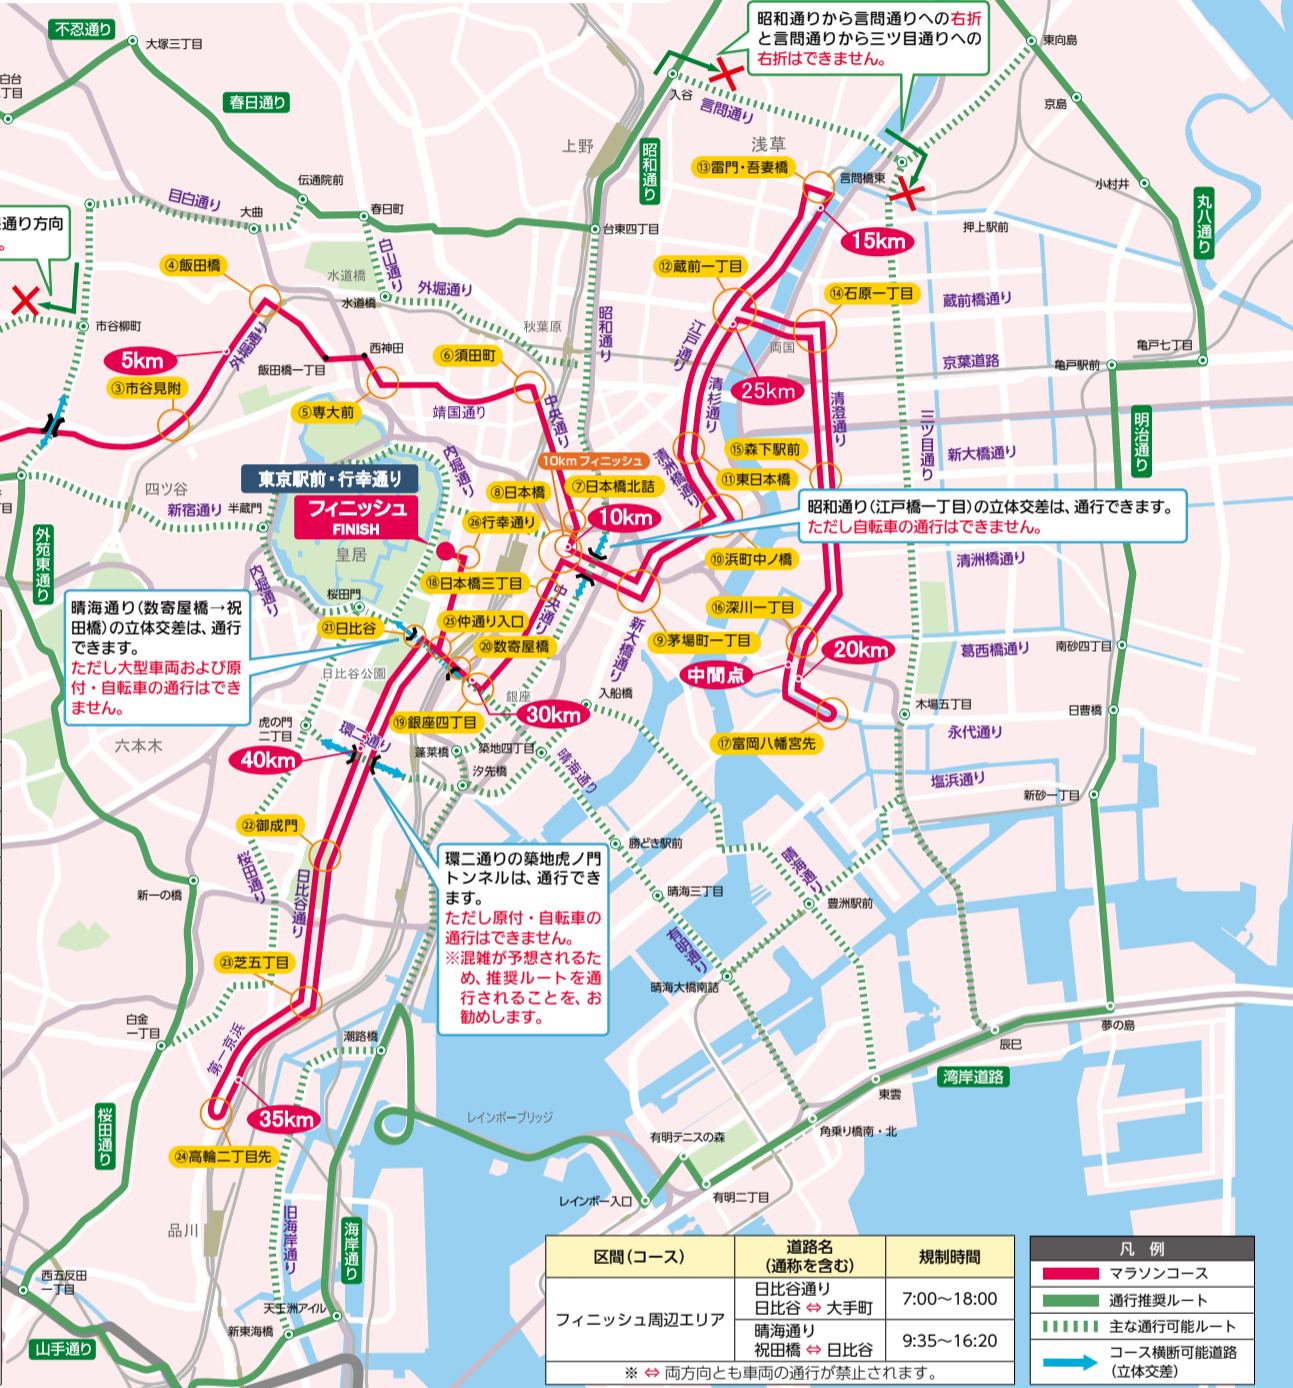 不忍通り
大塚三丁目
白台
丁目
春日通り
昭和通りから言問通りへの右折
と言問通りから三ツ目通りへの
右折はできません。
東向島
入谷
言問通り
京島
上野
昭和通り
浅草
⑬雷門・吾妻橋
言問橋東
小村井
丸八通り
目白通り
大曲
伝通院前
春日町
台東四丁目
15km
押上駅前
通り方向
。
④飯田橋
水道橋
白山通り
外堀通り
水道橋
⑫蔵前一丁目
⑭石原一丁目
蔵前橋通り
市谷柳町
5km
外堀通り
飯田橋一丁目
西神田
秋葉原
昭和通り
江戸通り
両国
京葉道路
亀戸駅前
亀戸七丁目
③市谷見附
⑥須田町
⑤専大前
靖国通り
中央通り
清杉通り
25km
清澄通り
三ツ目通り
新大橋通り
明治通り
10kmフィニッシュ
清洲橋通り
⑮森下駅前
⑪東日本橋
四ツ谷
新宿通り
半蔵門
東京駅前・行幸通り
フィニッシュ
FINISH
内堀通り
⑧日本橋
⑦日本橋北詰
10km
㉖行幸通り
昭和通り(江戸橋一丁目)の立体交差は、通行できます。
ただし自転車の通行はできません。
丁目
外苑東通り
皇居
内堀通り
桜田門
⑱日本橋三丁目
⑩浜町中ノ橋
清洲橋通り
晴海通り(数寄屋橋→祝
田橋)の立体交差は、通行
できます。
ただし大型車両および原
付・自転車の通行はでき
ません。
㉑日比谷
㉕仲通り入口
中央通り
⑳数寄屋橋
新大橋通り
⑨茅場町一丁目
⑯深川一丁目
20km
中間点
葛西橋通り
南砂四丁目
日比谷公園
銀座
30km
入船橋
⑲銀座四丁目
⑰富岡八幡宮先
木場五丁目
永代通り
日曹橋
六本木
虎の門
二丁目
環二通り
40km
蓬莱橋
築地四丁目
汐先橋
晴海通り
塩浜通り
新砂一丁目
㉒御成門
桜田通り
日比谷通り
新一の橋
環二通りの築地虎ノ門
トンネルは、通行でき
ます。
ただし原付・自転車の
通行はできません。
※混雑が予想されるた
め、推奨ルートを通
行されることを、お
勧めします。
勝どき駅前
晴海三丁目
晴海通り
豊洲駅前
有明通り
晴海大橋南詰
㉓芝五丁目
白金
一丁目
第一京浜
潮路橋
夢の島
辰巳
湾岸道路
東雲
35km
桜田通り
レインボーブリッジ
角乗り橋南・北
㉔高輪二丁目先
有明テニスの森
レインボー入口
有明二丁目
品川
旧海岸通り
海岸通り
西五反田
一丁目
天王洲アイル
新東海橋
山手通り
区間(コース)
道路名
(通称を含む)
規制時間
フィニッシュ周辺エリア
日比谷通り
日比谷 ⇔ 大手町
7:00〜18:00
晴海通り
祝田橋 ⇔ 日比谷
9:35〜16:20
※ ⇔ 両方向とも車両の通行が禁止されます。
凡 例
マラソンコース
通行推奨ルート
主な通行可能ルート
コース横断可能道路
(立体交差)